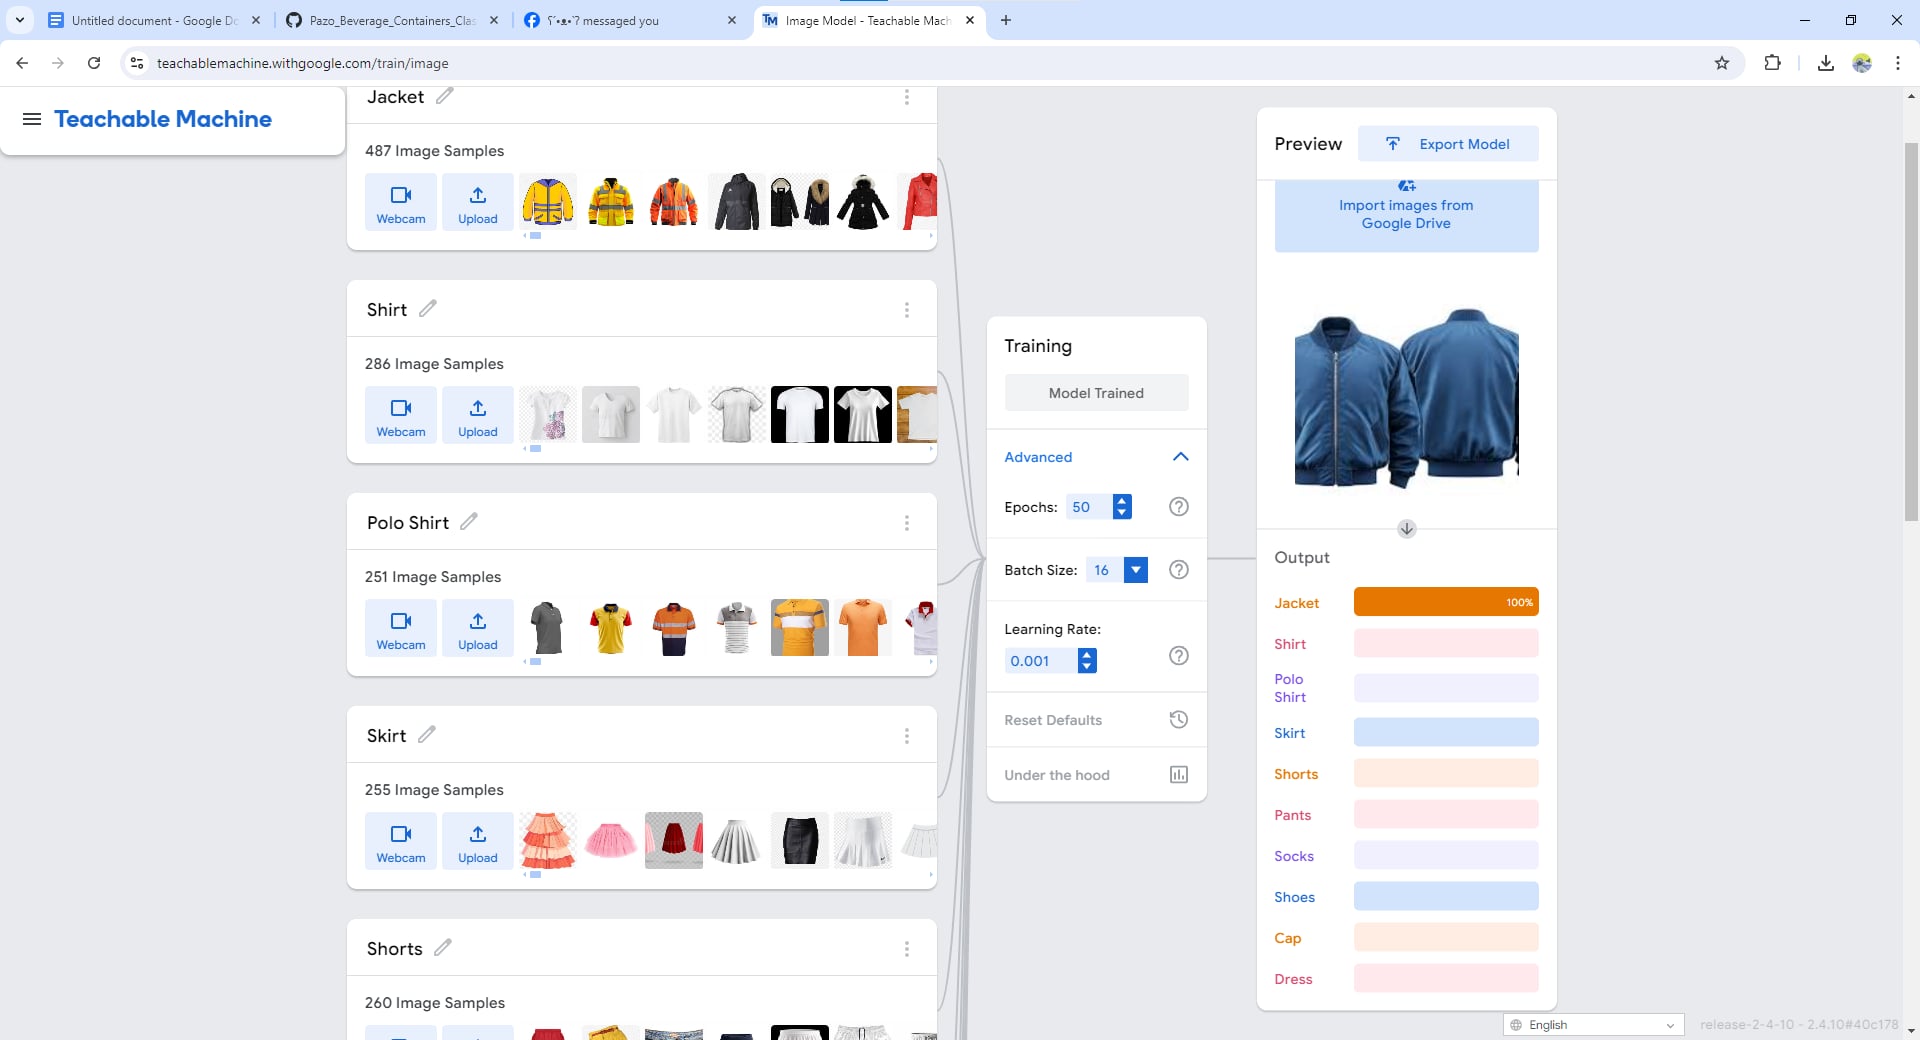 Untitled document - Google Do
Pazo_Beverage_Containers_Clas
messaged you
Image Model - Teachable Mach
teachablemachine.withgoogle.com/train/image
Teachable Machine
Jacket
487 Image Samples
Webcam
Upload
Shirt
286 Image Samples
Webcam
Upload
Polo Shirt
251 Image Samples
Webcam
Upload
Skirt
255 Image Samples
Webcam
Upload
Shorts
260 Image Samples
Training
Model Trained
Advanced
Epochs: 50
Batch Size: 16
Learning Rate:
0.001
Reset Defaults
Under the hood
Preview
Export Model
Import images from
Google Drive
Output
Jacket 100%
Shirt
Polo
Shirt
Skirt
Shorts
Pants
Socks
Shoes
Cap
Dress
English
release-2-4-10 - 2.4.10#40c178